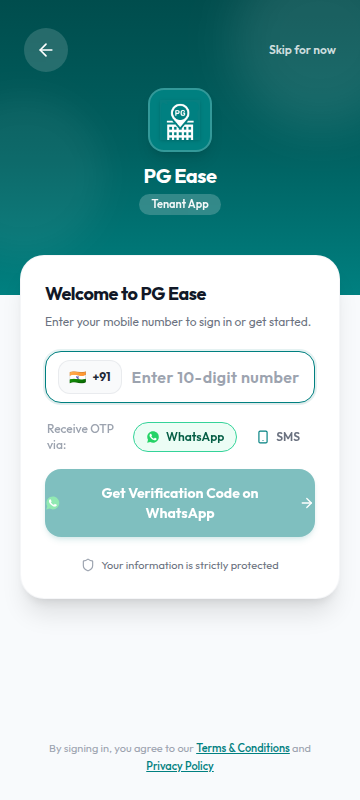 Skip for now
PG
PG Ease
Tenant App
Welcome to PG Ease
Enter your mobile number to sign in or get started.
+91 Enter 10-digit number
Receive OTP via:
WhatsApp
SMS
Get Verification Code on
WhatsApp
Your information is strictly protected
By signing in, you agree to our Terms & Conditions and
Privacy Policy